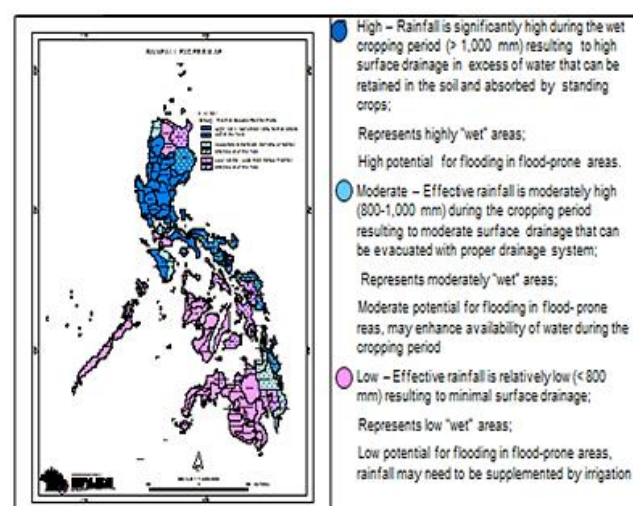 High – Rainfall is significantly high during the wet
cropping period (> 1,000 mm) resulting to high
surface drainage in excess of water that can be
retained in the soil and absorbed by standing
crops;
Represents highly "wet" areas;
High potential for flooding in flood-prone areas.
Moderate – Effective rainfall is moderately high
(800-1,000 mm) during the cropping period
resulting to moderate surface drainage that can
be evacuated with proper drainage system;
Represents moderately "wet" areas;
Moderate potential for flooding in flood- prone
reas, may enhance availability of water during the
cropping period
Low – Effective rainfall is relatively low (< 800
mm) resulting to minimal surface drainage;
Represents low "wet" areas;
Low potential for flooding in flood-prone areas,
rainfall may need to be supplemented by irrigation